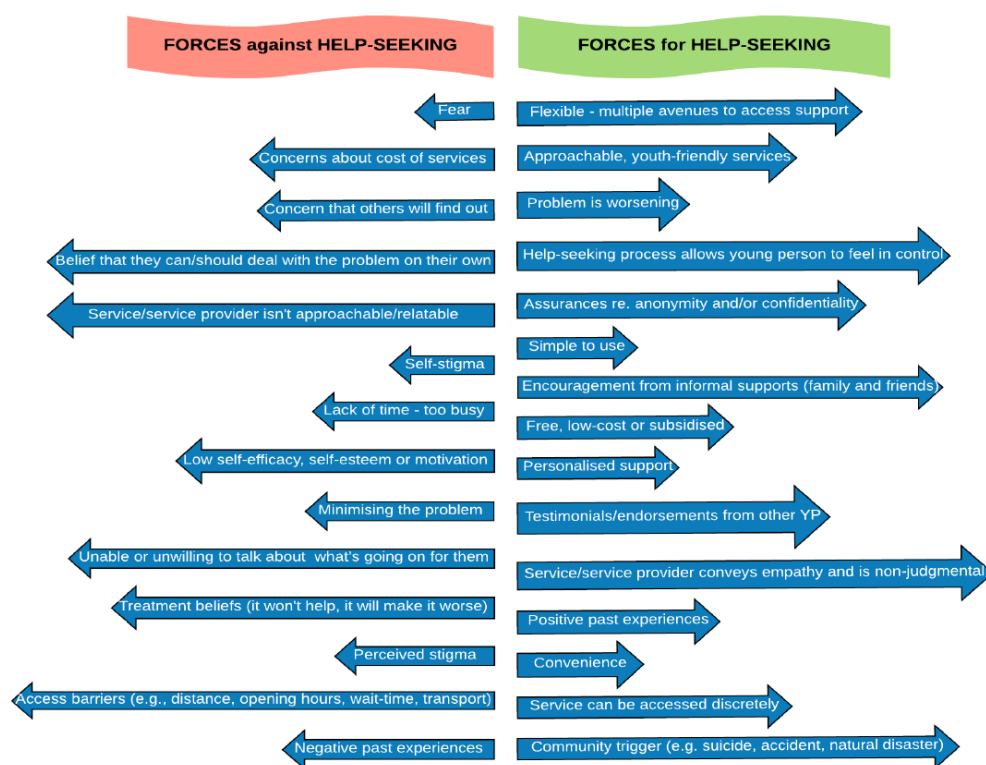 FORCES against HELP-SEEKING
Fear
Concerns about cost of services
Concern that others will find out
Belief that they can/should deal with the problem on their own
Service/service provider isn't approachable/relatable
Self-stigma
Lack of time - too busy
Low self-efficacy, self-esteem or motivation
Minimising the problem
Unable or unwilling to talk about what's going on for them
Treatment beliefs (it won't help, it will make it worse)
Perceived stigma
Access barriers (e.g., distance, opening hours, wait-time, transport)
Negative past experiences
FORCES for HELP-SEEKING
Flexible - multiple avenues to access support
Approachable, youth-friendly services
Problem is worsening
Help-seeking process allows young person to feel in control
Assurances re. anonymity and/or confidentiality
Simple to use
Encouragement from informal supports (family and friends)
Free, low-cost or subsidised
Personalised support
Testimonials/endorsements from other YP
Service/service provider conveys empathy and is non-judgmental
Positive past experiences
Convenience
Service can be accessed discretely
Community trigger (e.g. suicide, accident, natural disaster)